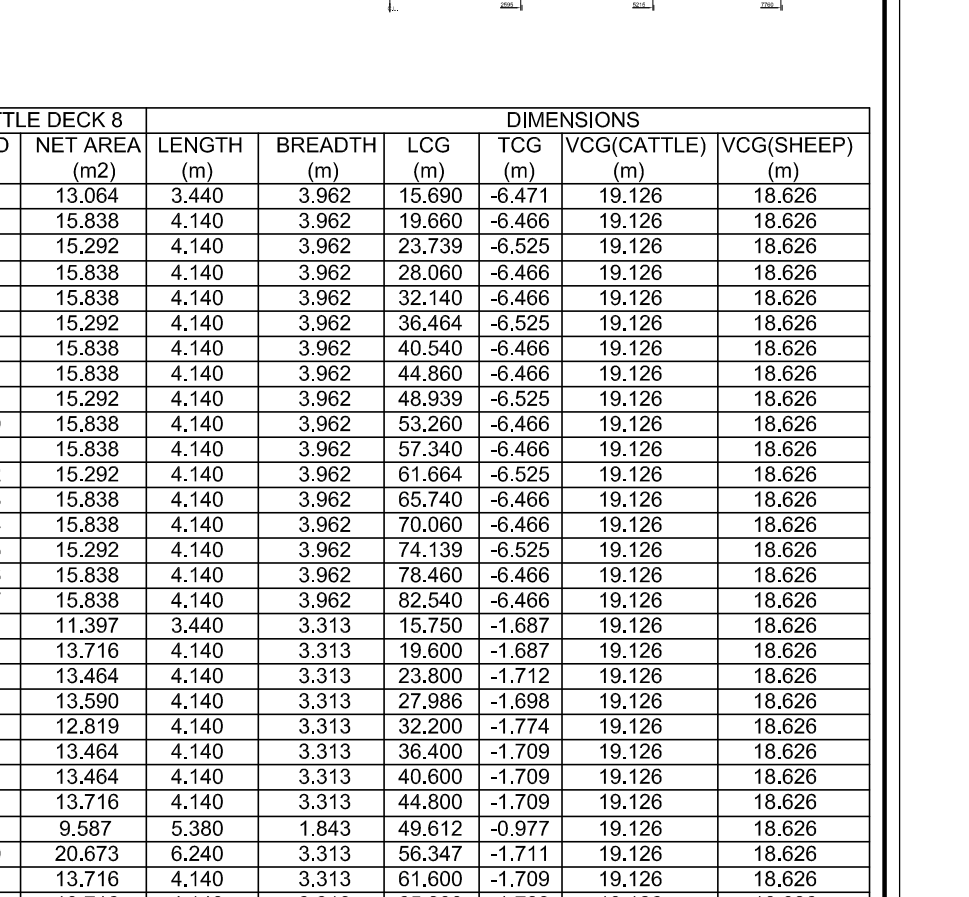 2595 5215 7760
TTLE DECK 8 DIMENSIONS
NET AREA LENGTH BREADTH LCG TCG VCG(CATTLE) VCG(SHEEP)
(m2) (m) (m) (m) (m) (m) (m)
13.064 3.440 3.962 15.690 -6.471 19.126 18.626
15.838 4.140 3.962 19.660 -6.466 19.126 18.626
15.292 4.140 3.962 23.739 -6.525 19.126 18.626
15.838 4.140 3.962 28.060 -6.466 19.126 18.626
15.838 4.140 3.962 32.140 -6.466 19.126 18.626
15.292 4.140 3.962 36.464 -6.525 19.126 18.626
15.838 4.140 3.962 40.540 -6.466 19.126 18.626
15.838 4.140 3.962 44.860 -6.466 19.126 18.626
15.292 4.140 3.962 48.939 -6.525 19.126 18.626
15.838 4.140 3.962 53.260 -6.466 19.126 18.626
15.838 4.140 3.962 57.340 -6.466 19.126 18.626
15.292 4.140 3.962 61.664 -6.525 19.126 18.626
15.838 4.140 3.962 65.740 -6.466 19.126 18.626
15.838 4.140 3.962 70.060 -6.466 19.126 18.626
15.292 4.140 3.962 74.139 -6.525 19.126 18.626
15.838 4.140 3.962 78.460 -6.466 19.126 18.626
15.838 4.140 3.962 82.540 -6.466 19.126 18.626
11.397 3.440 3.313 15.750 -1.687 19.126 18.626
13.716 4.140 3.313 19.600 -1.687 19.126 18.626
13.464 4.140 3.313 23.800 -1.712 19.126 18.626
13.590 4.140 3.313 27.986 -1.698 19.126 18.626
12.819 4.140 3.313 32.200 -1.774 19.126 18.626
13.464 4.140 3.313 36.400 -1.709 19.126 18.626
13.464 4.140 3.313 40.600 -1.709 19.126 18.626
13.716 4.140 3.313 44.800 -1.709 19.126 18.626
9.587 5.380 1.843 49.612 -0.977 19.126 18.626
20.673 6.240 3.313 56.347 -1.711 19.126 18.626
13.716 4.140 3.313 61.600 -1.709 19.126 18.626